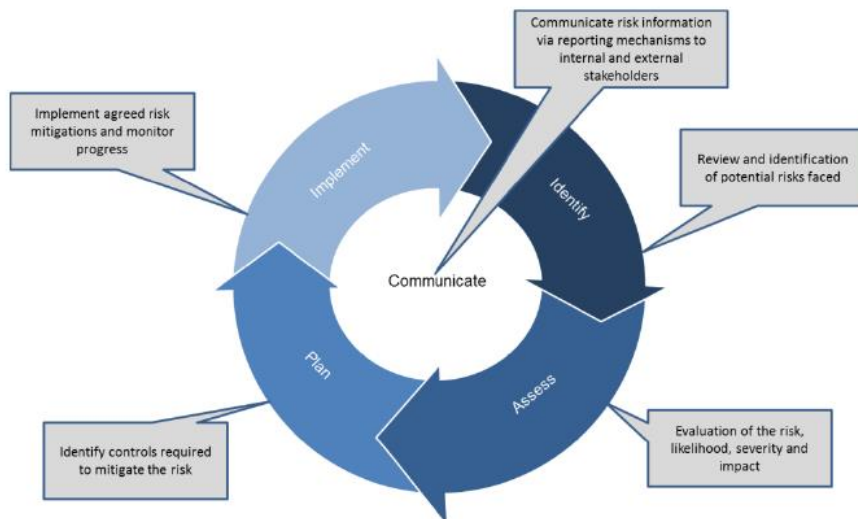 Communicate risk information
via reporting mechanisms to
internal and external
stakeholders
Implement agreed risk
mitigations and monitor
progress
Implement
Identify
Review and identification
of potential risks faced
Communicate
Plan
Assess
Identify controls required
to mitigate the risk
Evaluation of the risk,
likelihood, severity and
impact